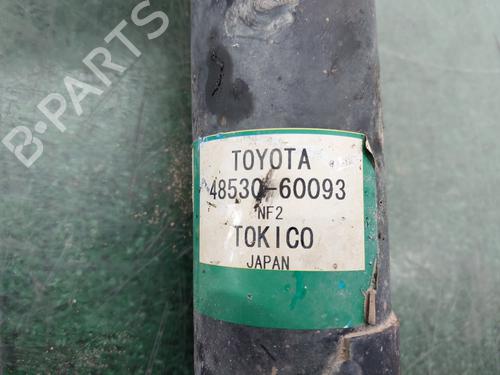 B-PARTS
TOYOTA
48530-60093
NF2
TOKICO
JAPAN